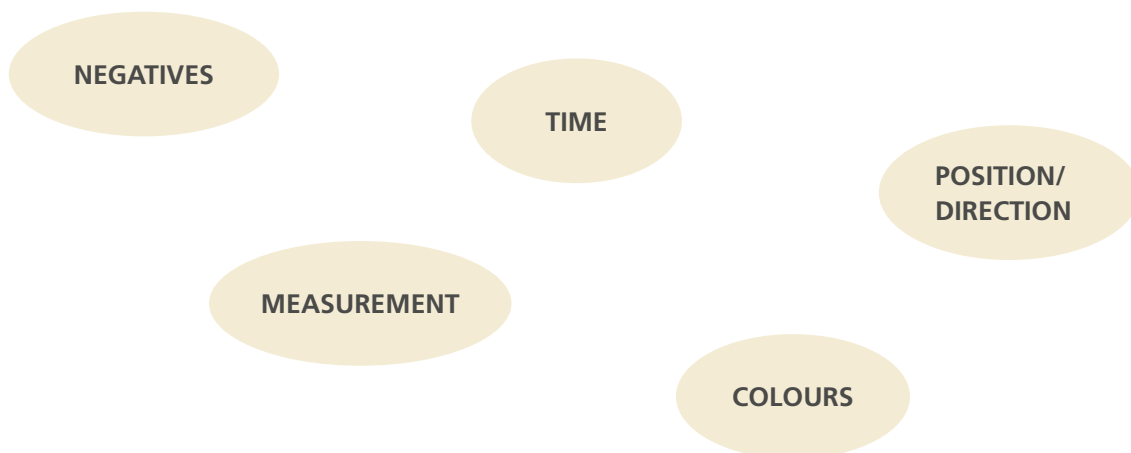 NEGATIVES
TIME
POSITION/
DIRECTION
MEASUREMENT
COLOURS